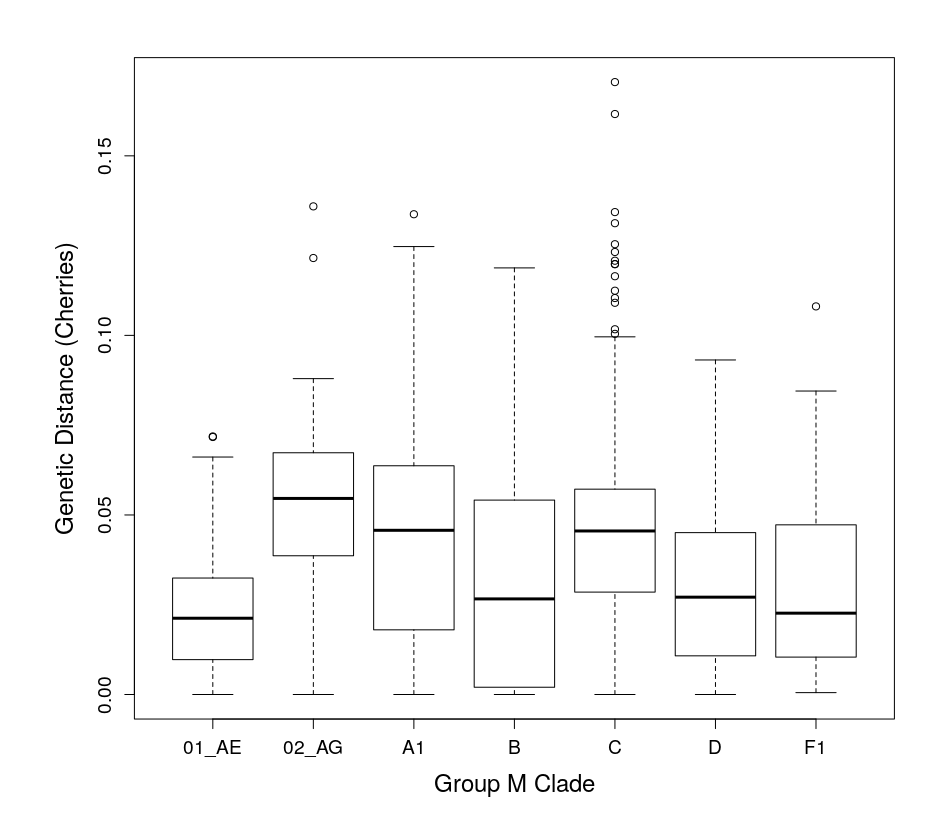 Genetic Distance (Cherries)
0.15
0.10
0.05
0.00
01_AE 02_AG A1 B C D F1
Group M Clade